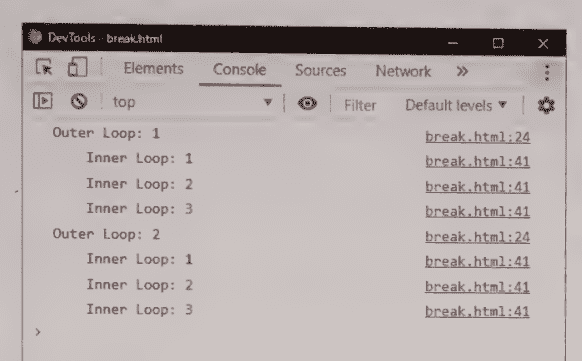 DevTools - break.html
Elements Console Sources Network »
top Filter Default levels ▼
Outer Loop: 1 break.html:24
Inner Loop: 1 break.html:41
Inner Loop: 2 break.html:41
Inner Loop: 3 break.html:41
Outer Loop: 2 break.html:24
Inner Loop: 1 break.html:41
Inner Loop: 2 break.html:41
Inner Loop: 3 break.html:41
›